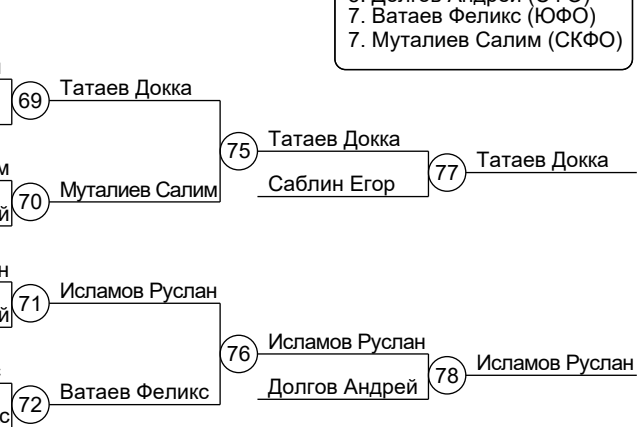 7. Ватаев Феликс (ЮФО)
7. Муталиев Салим (СКФО)
69
Татаев Докка
75
Татаев Докка
77
Татаев Докка
70
Муталиев Салим
Саблин Егор
71
Исламов Руслан
76
Исламов Руслан
78
Исламов Руслан
72
Ватаев Феликс
Долгов Андрей